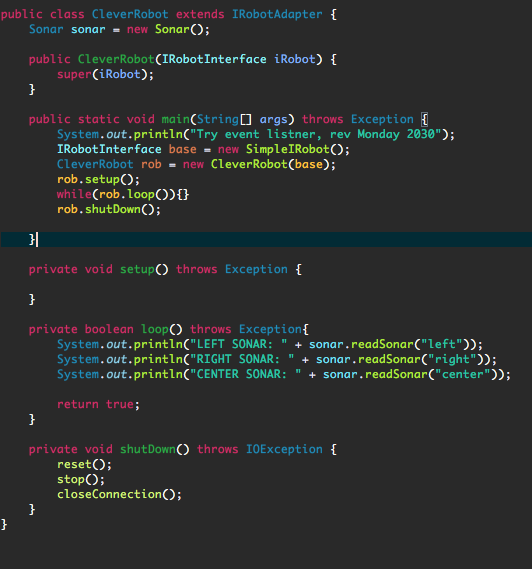 public class CleverRobot extends IRobotAdapter {
    Sonar sonar = new Sonar();
    public CleverRobot(IRobotInterface iRobot) {
        super(iRobot);
    }
    public static void main(String[] args) throws Exception {
        System.out.println("Try event listner, rev Monday 2030");
        IRobotInterface base = new SimpleIRobot();
        CleverRobot rob = new CleverRobot(base);
        rob.setup();
        while(rob.loop()){}
        rob.shutDown();
    }
    private void setup() throws Exception {
    }
    private boolean loop() throws Exception{
        System.out.println("LEFT SONAR: " + sonar.readSonar("left"));
        System.out.println("RIGHT SONAR: " + sonar.readSonar("right"));
        System.out.println("CENTER SONAR: " + sonar.readSonar("center"));
        return true;
    }
    private void shutDown() throws IOException {
        reset();
        stop();
        closeConnection();
    }
}